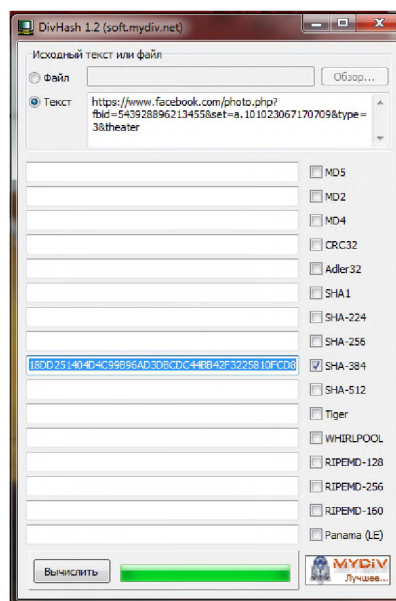 DivHash 1.2 (soft.mydiv.net)
Исходный текст или файл
Файл
Обзор...
Текст
https://www.facebook.com/photo.php?
fbid=543928896213455&set=a.101023067170709&type=
3&theater
MD5
MD2
MD4
CRC32
Adler32
SHA1
SHA-224
SHA-256
18DD251404D4C99B96AD3DBCDC44BB42F3225810FCD8 SHA-384
SHA-512
Tiger
WHIRLPOOL
RIPEMD-128
RIPEMD-256
RIPEMD-160
Panama (LE)
Вычислить
MYDIV
Лучшее...